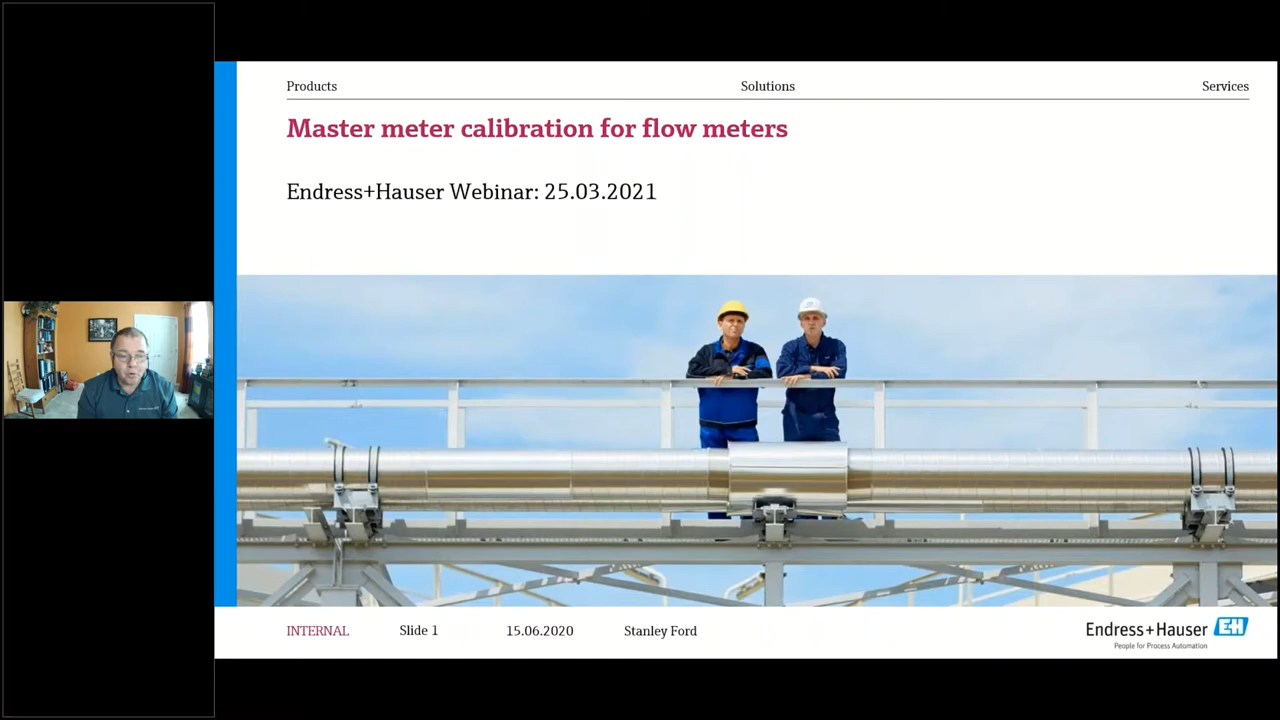 Products Solutions Services
Master meter calibration for flow meters
Endress+Hauser Webinar: 25.03.2021
INTERNAL Slide 1 15.06.2020 Stanley Ford
Endress+Hauser EH
People for Process Automation